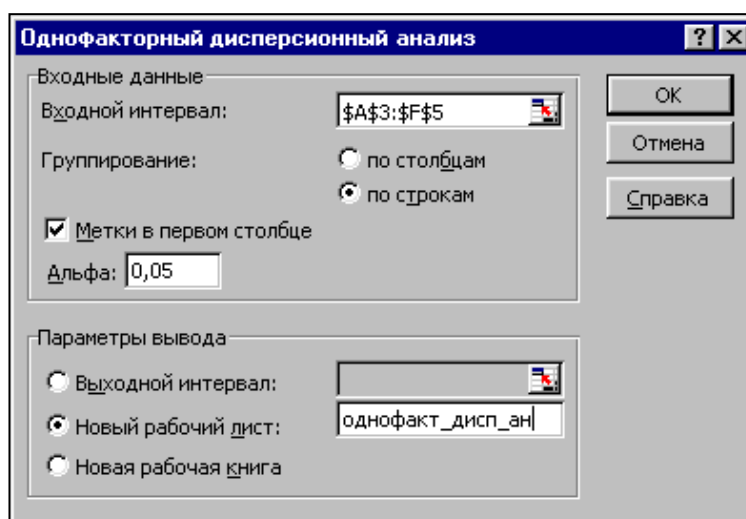 Однофакторный дисперсионный анализ
Входные данные
Входной интервал: $A$3:$F$5
Группирование: по столбцам
по строкам
Метки в первом столбце
Альфа: 0,05
OK
Отмена
Справка
Параметры вывода
Выходной интервал:
Новый рабочий лист: однофакт_дисп_ан
Новая рабочая книга